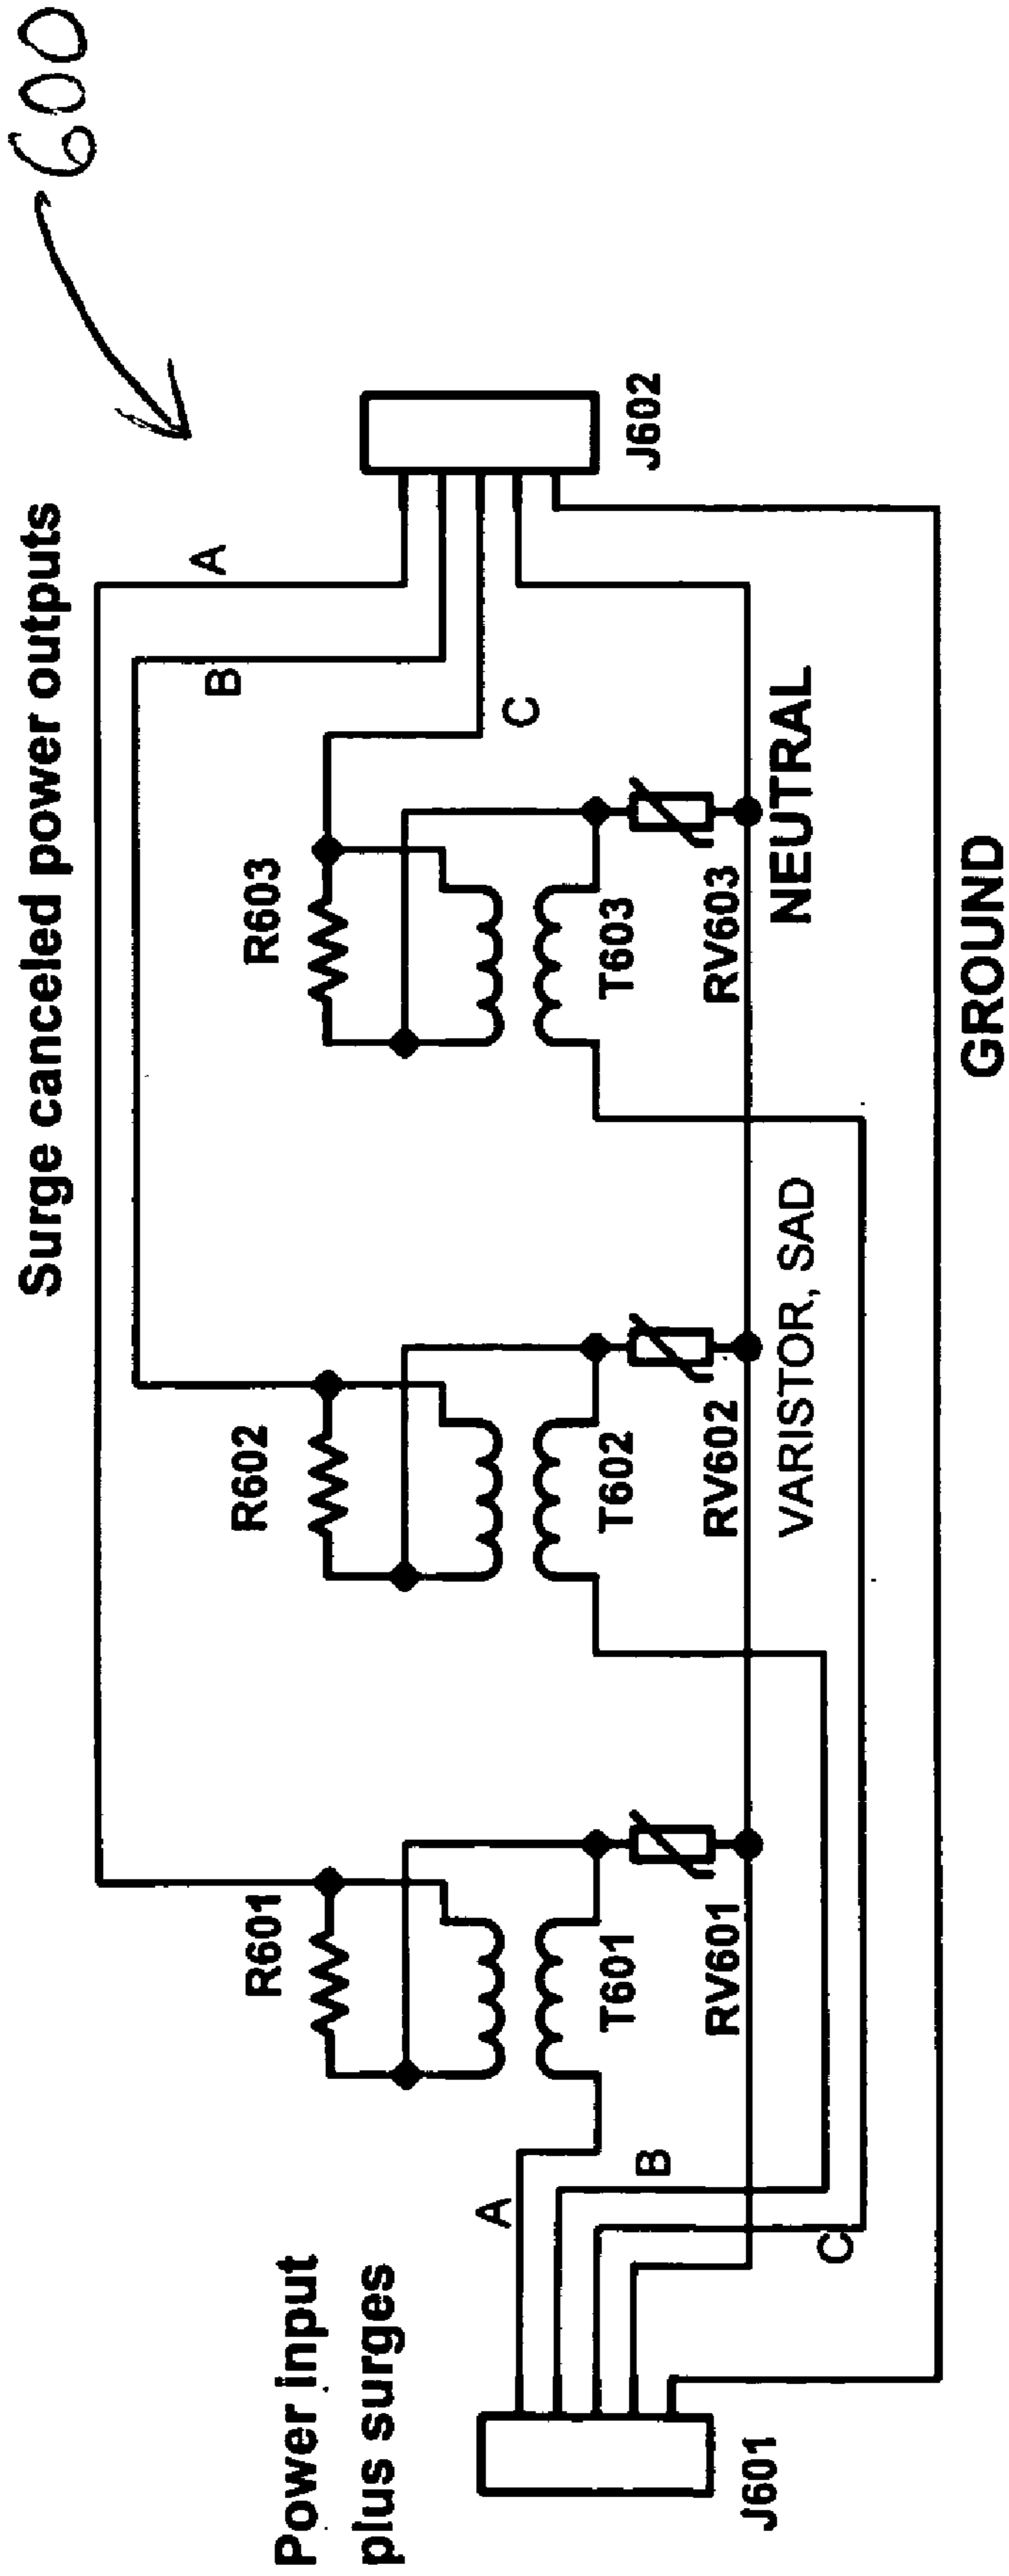 600
Surge canceled power outputs
A
B
C
R601
R602
R603
J602
Power input
plus surges
A
B
C
T601
T602
T603
RV601
RV602
RV603
VARISTOR, SAD
NEUTRAL
J601
GROUND